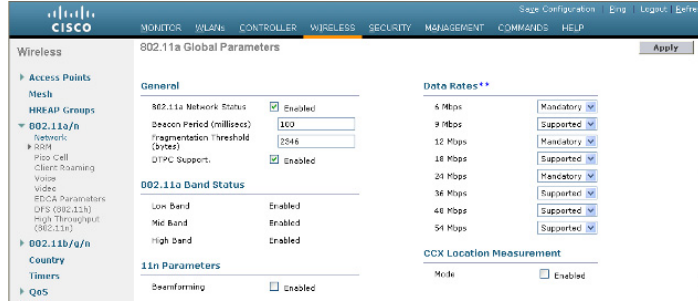 Save Configuration Ping Logout Refre
CISCO
MONITOR WLANs CONTROLLER WIRELESS SECURITY MANAGEMENT COMMANDS HELP
Wireless
Access Points
Mesh
HREAP Groups
802.11a/n
Network
RRM
Pico Cell
Client Roaming
Voice
Video
EDCA Parameters
DFS (802.11h)
High Throughput
(802.11n)
802.11b/g/n
Country
Timers
QoS
802.11a Global Parameters
Apply
General
802.11a Network Status Enabled
Beacon Period (millisecs) 100
Fragmentation Threshold
(bytes) 2346
DTPC Support. Enabled
802.11a Band Status
Low Band Enabled
Mid Band Enabled
High Band Enabled
11n Parameters
Beamforming Enabled
Data Rates**
6 Mbps Mandatory
9 Mbps Supported
12 Mbps Mandatory
18 Mbps Supported
24 Mbps Mandatory
36 Mbps Supported
48 Mbps Supported
54 Mbps Supported
CCX Location Measurement
Mode Enabled